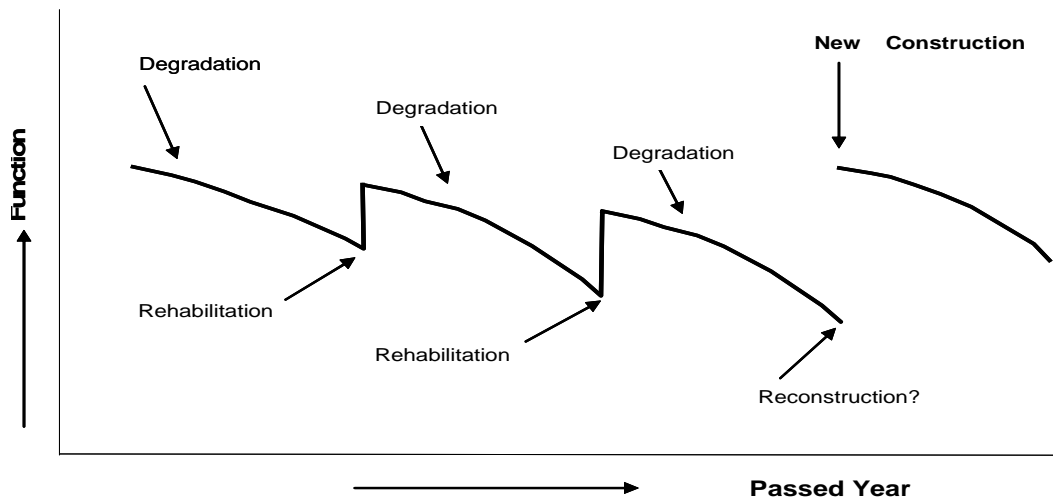 New Construction
Degradation
Degradation
Degradation
Function
Rehabilitation
Rehabilitation
Reconstruction?
Passed Year